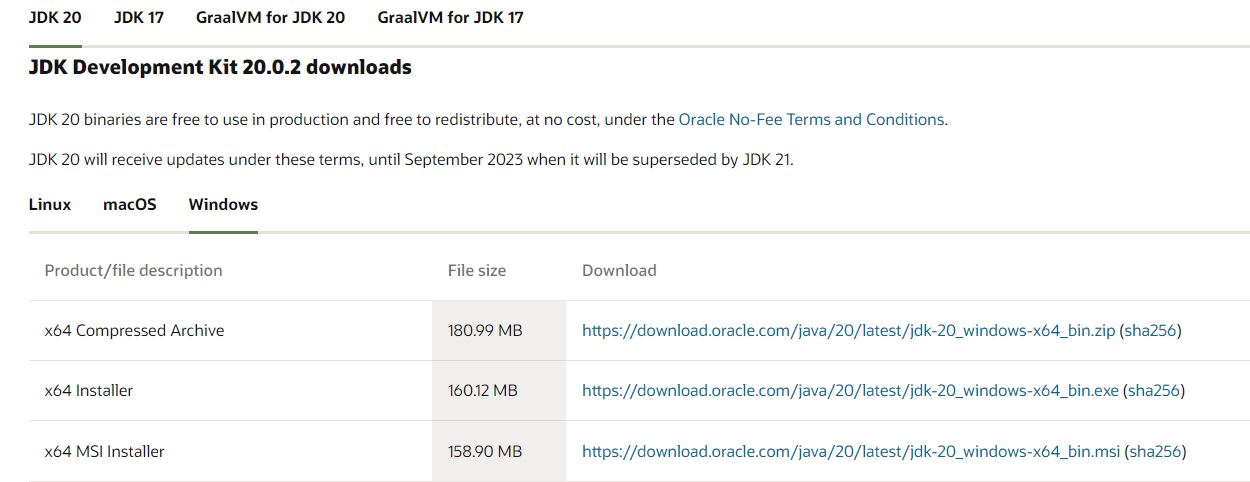 JDK 20 JDK 17 GraalVM for JDK 20 GraalVM for JDK 17
JDK Development Kit 20.0.2 downloads
JDK 20 binaries are free to use in production and free to redistribute, at no cost, under the Oracle No-Fee Terms and Conditions.
JDK 20 will receive updates under these terms, until September 2023 when it will be superseded by JDK 21.
Linux macOS Windows
Product/file description File size Download
x64 Compressed Archive 180.99 MB https://download.oracle.com/java/20/latest/jdk-20_windows-x64_bin.zip (sha256)
x64 Installer 160.12 MB https://download.oracle.com/java/20/latest/jdk-20_windows-x64_bin.exe (sha256)
x64 MSI Installer 158.90 MB https://download.oracle.com/java/20/latest/jdk-20_windows-x64_bin.msi (sha256)